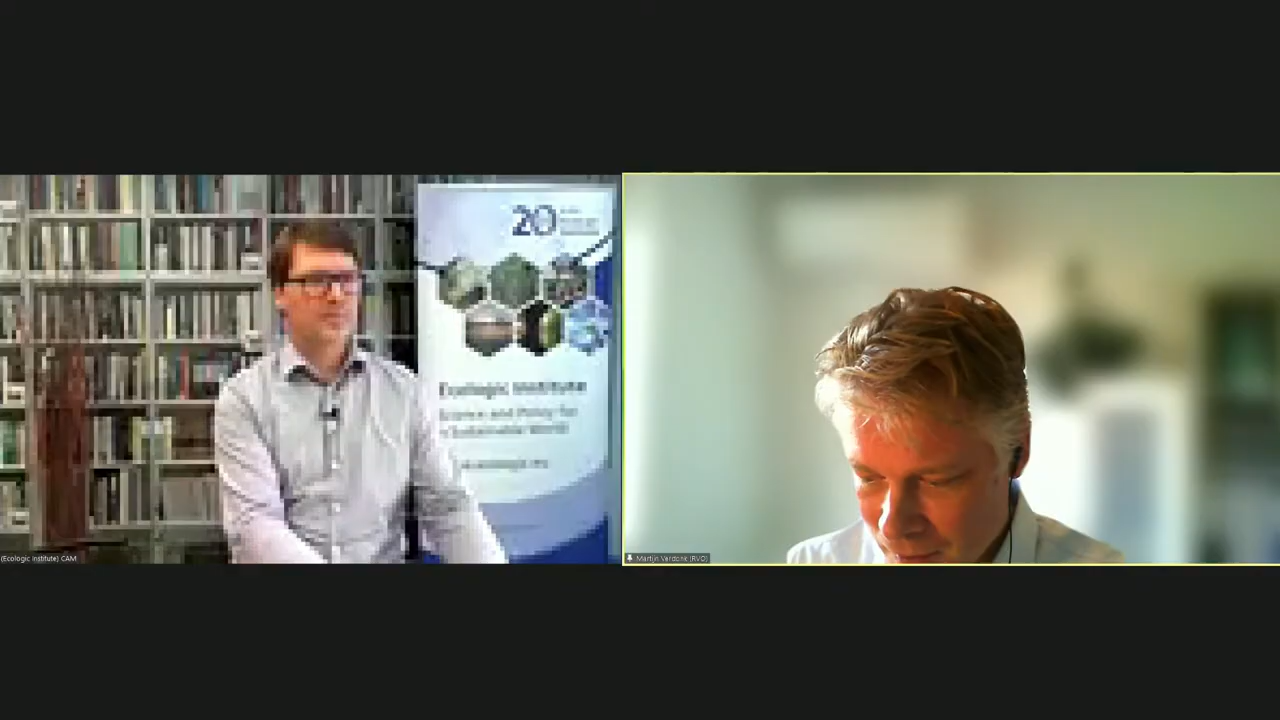 20
Ecologic Institute
Science and Policy for
a Sustainable World
(Ecologic Institute) CAM
Martijn Verdonk (RVO)